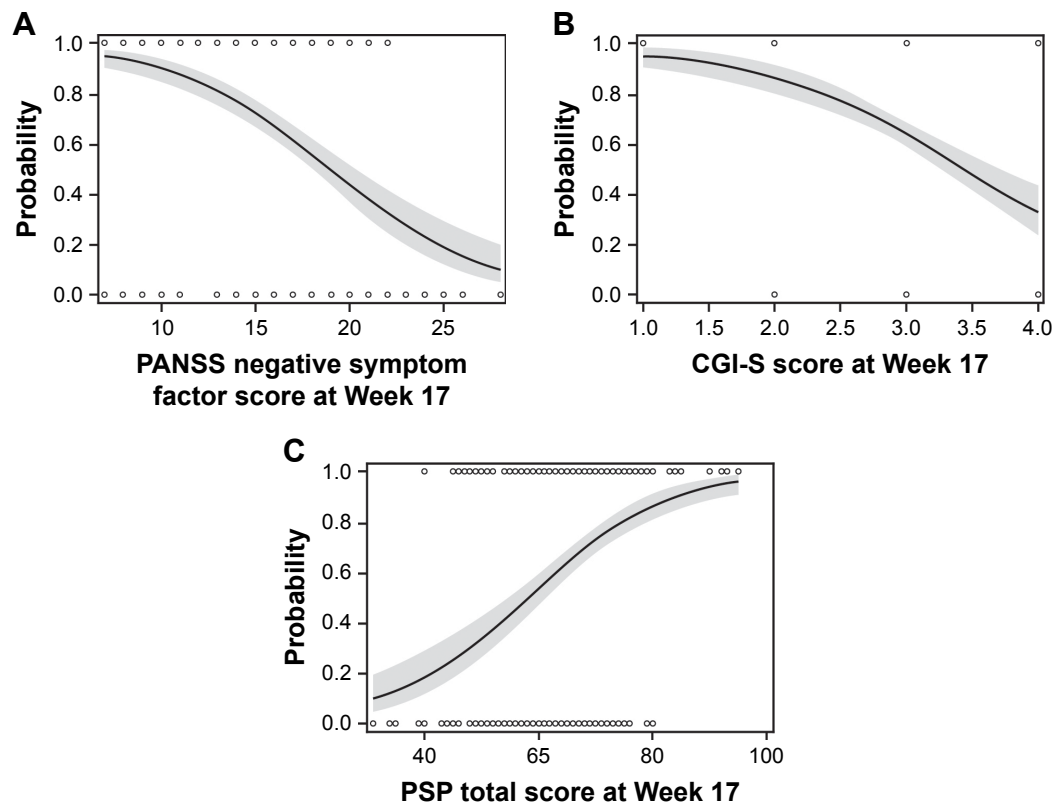 A
Probability
1.0
0.8
0.6
0.4
0.2
0.0
10 15 20 25
PANSS negative symptom
factor score at Week 17
B
Probability
1.0
0.8
0.6
0.4
0.2
0.0
1.0 1.5 2.0 2.5 3.0 3.5 4.0
CGI-S score at Week 17
C
Probability
1.0
0.8
0.6
0.4
0.2
0.0
40 65 80 100
PSP total score at Week 17